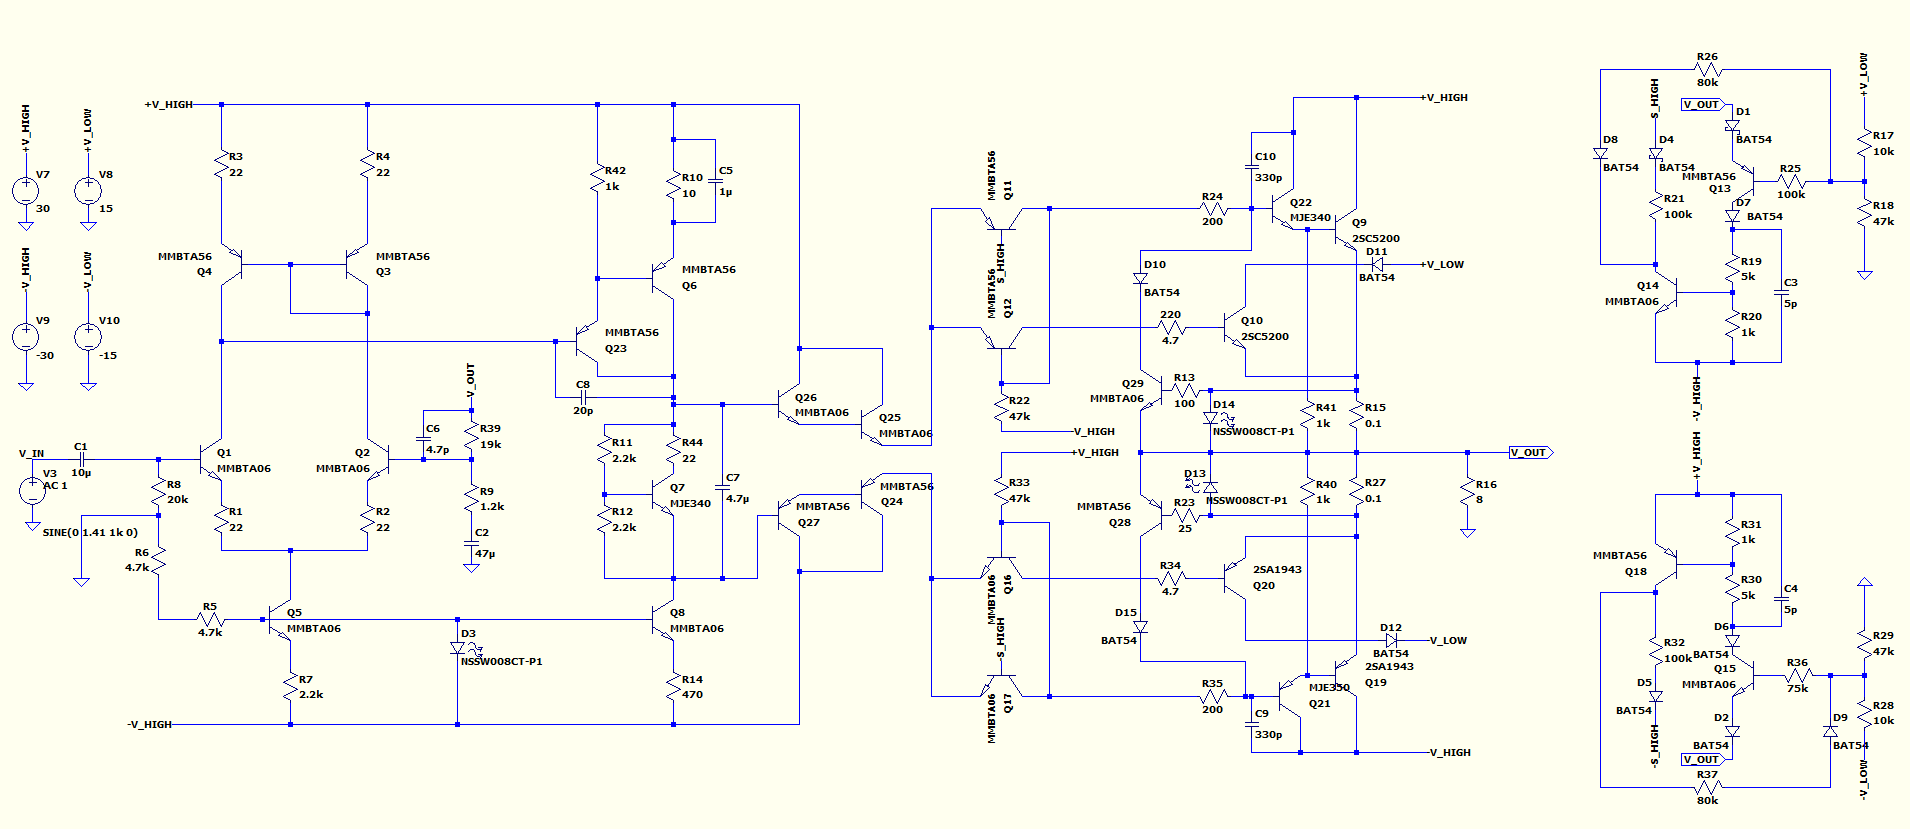 +V_HIGH
V7
30
+V_LOW
V8
15
-V_HIGH
V9
-30
-V_LOW
V10
-15
+V_HIGH
R3
22
R4
22
MMBTA56
Q4
MMBTA56
Q3
R42
1k
R10
10
C5
1µ
MMBTA56
Q6
MMBTA56
Q23
C8
20p
V_OUT
C6
4.7p
R39
19k
V_IN
C1
10µ
V3
AC 1
SINE(0 1.41 1k 0)
Q1
MMBTA06
Q2
MMBTA06
R8
20k
R1
22
R2
22
R9
1.2k
C2
47µ
R6
4.7k
R5
4.7k
Q5
MMBTA06
R7
2.2k
D3
NSSW008CT-P1
-V_HIGH
R11
2.2k
R44
22
Q7
MJE340
R12
2.2k
C7
4.7µ
Q8
MMBTA06
R14
470
Q26
MMBTA06
Q25
MMBTA06
MMBTA56
Q27
MMBTA56
Q24
MMBTA56
Q11
S_HIGH
MMBTA56
Q12
R22
47k
-V_HIGH
+V_HIGH
R33
47k
MMBTA06
Q16
-S_HIGH
MMBTA06
Q17
R24
200
C10
330p
Q22
MJE340
+V_HIGH
Q9
2SC5200
D11
BAT54
+V_LOW
D10
BAT54
220
4.7
Q10
2SC5200
Q29
MMBTA06
R13
100
D14
NSSW008CT-P1
R41
1k
R15
0.1
V_OUT
D13
NSSW008CT-P1
R40
1k
R27
0.1
R16
8
MMBTA56
Q28
R23
25
R34
4.7
2SA1943
Q20
D15
BAT54
D12
BAT54
-V_LOW
R35
200
C9
330p
MJE350
Q21
2SA1943
Q19
-V_HIGH
R26
80k
+V_LOW
S_HIGH
V_OUT
D1
BAT54
D8
BAT54
D4
BAT54
R17
10k
MMBTA56
Q13
R25
100k
D7
BAT54
R21
100k
R18
47k
R19
5k
C3
5p
Q14
MMBTA06
R20
1k
-V_HIGH
+V_HIGH
R31
1k
MMBTA56
Q18
R30
5k
C4
5p
D6
BAT54
R32
100k
Q15
MMBTA06
R36
75k
R29
47k
D5
BAT54
-S_HIGH
D2
BAT54
D9
BAT54
R28
10k
V_OUT
R37
80k
-V_LOW